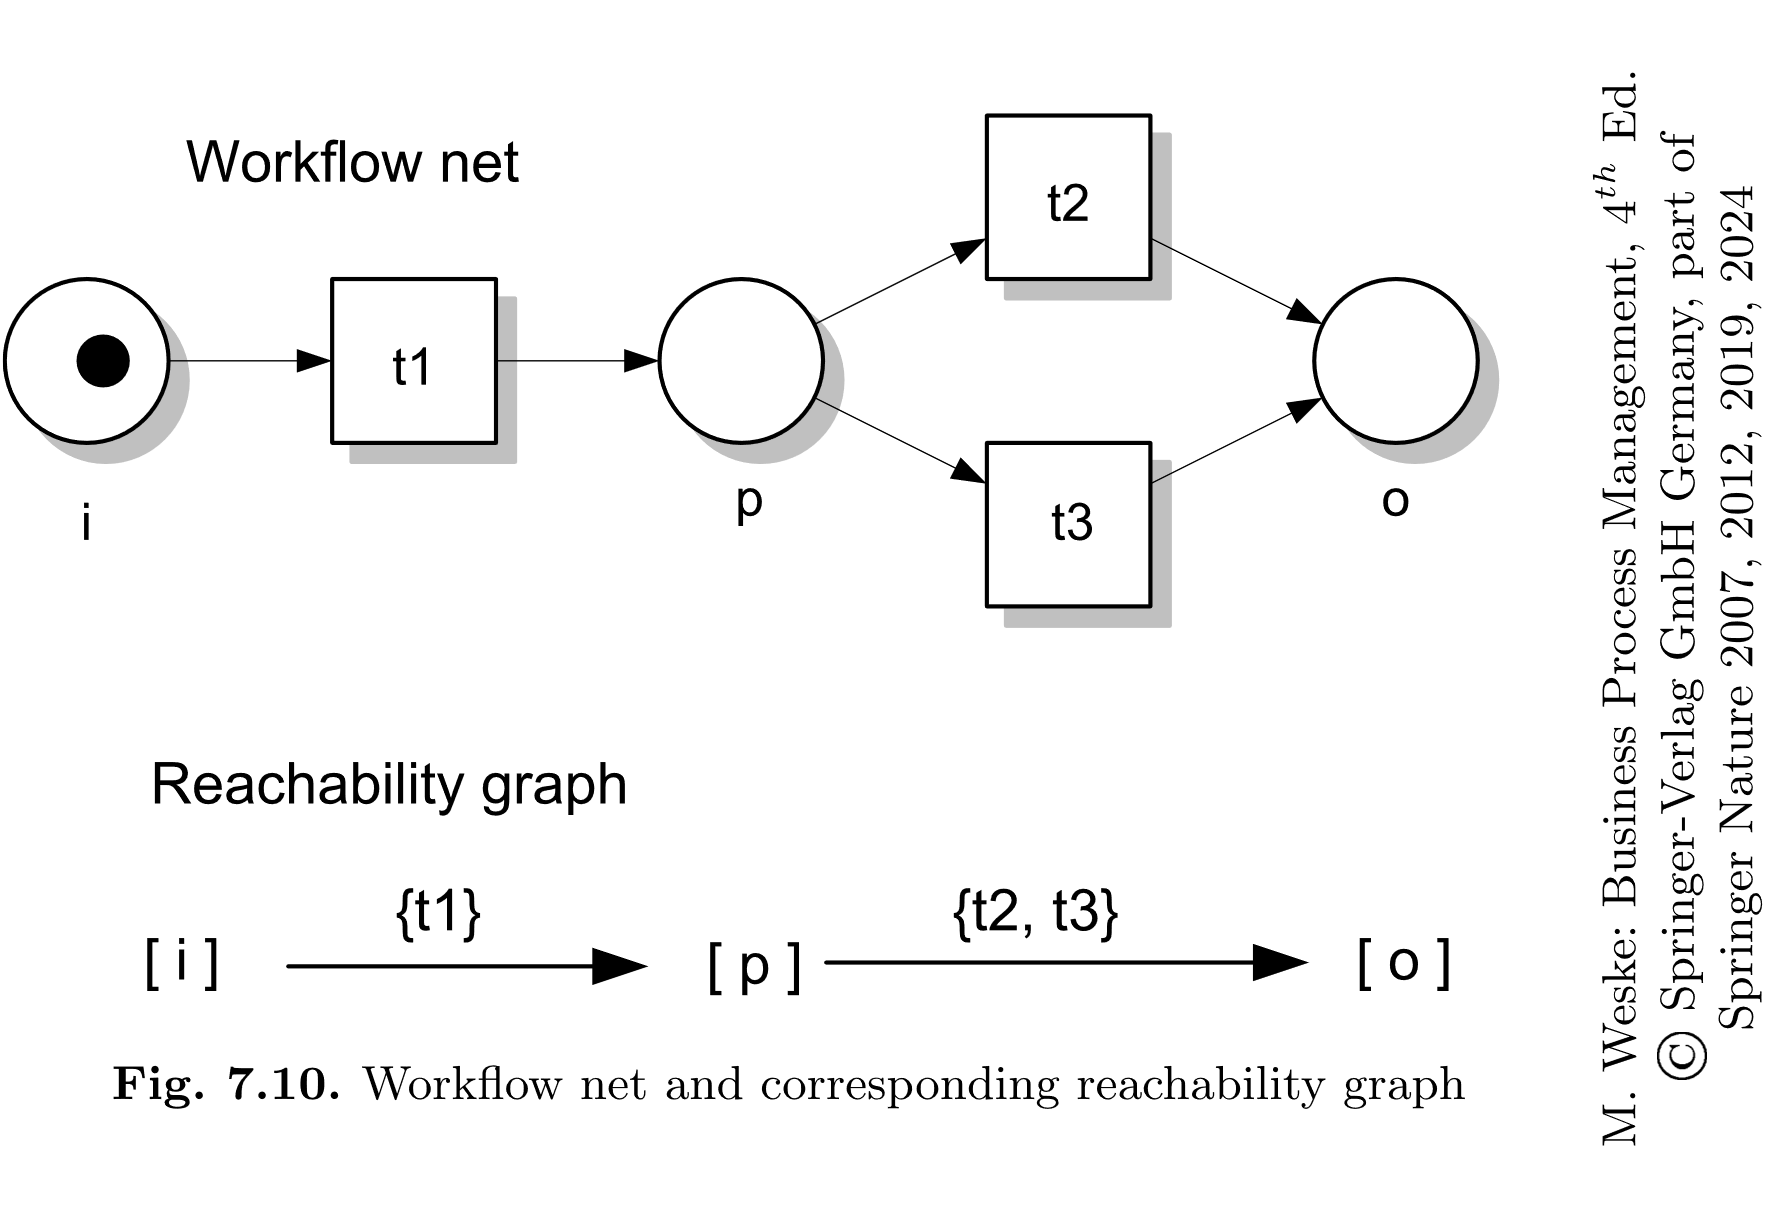 Workflow net
t2
t1
i
p
t3
o
Reachability graph
{t1}
{t2, t3}
[ i ]
[ p ]
[ o ]
Fig. 7.10. Workflow net and corresponding reachability graph
M. Weske: Business Process Management, 4th Ed.
© Springer-Verlag GmbH Germany, part of
Springer Nature 2007, 2012, 2019, 2024